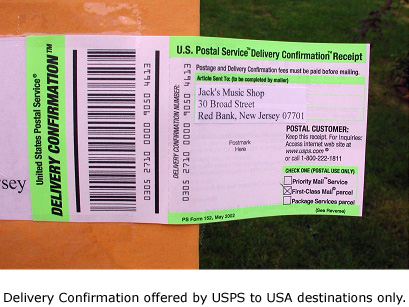 sey
United States Postal Service®
DELIVERY CONFIRMATION™
0305 2710 0000 9050 3163
U.S. Postal Service™ Delivery Confirmation™ Receipt
Postage and Delivery Confirmation fees must be paid before mailing.
Article Sent To: (to be completed by mailer)
DELIVERY CONFIRMATION NUMBER:
0305 2710 0000 9050 3163
Jack's Music Shop
30 Broad Street
Red Bank, New Jersey 07701
Postmark
Here
POSTAL CUSTOMER:
Keep this receipt. For Inquiries:
Access internet web site at
www.usps.com®
or call 1-800-222-1811
CHECK ONE (POSTAL USE ONLY)
Priority Mail™ Service
First-Class Mail® parcel
Package Services parcel
PS Form 152, May 2002
(See Reverse)
Delivery Confirmation offered by USPS to USA destinations only.